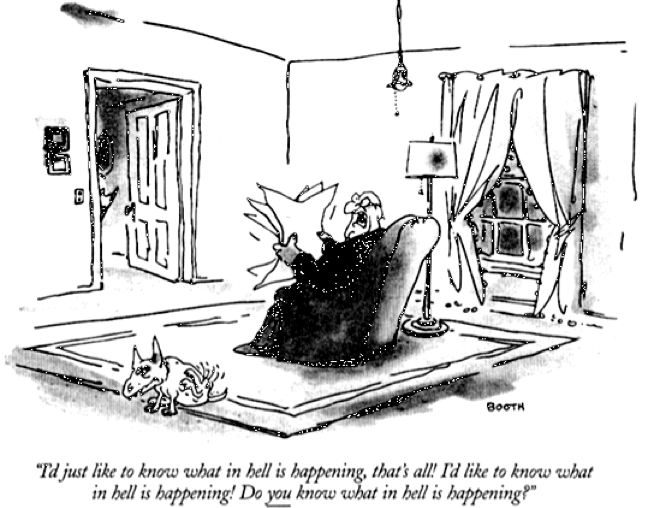 BOOTH
"I'd just like to know what in hell is happening, that's all! I'd like to know what
in hell is happening! Do you know what in hell is happening?"